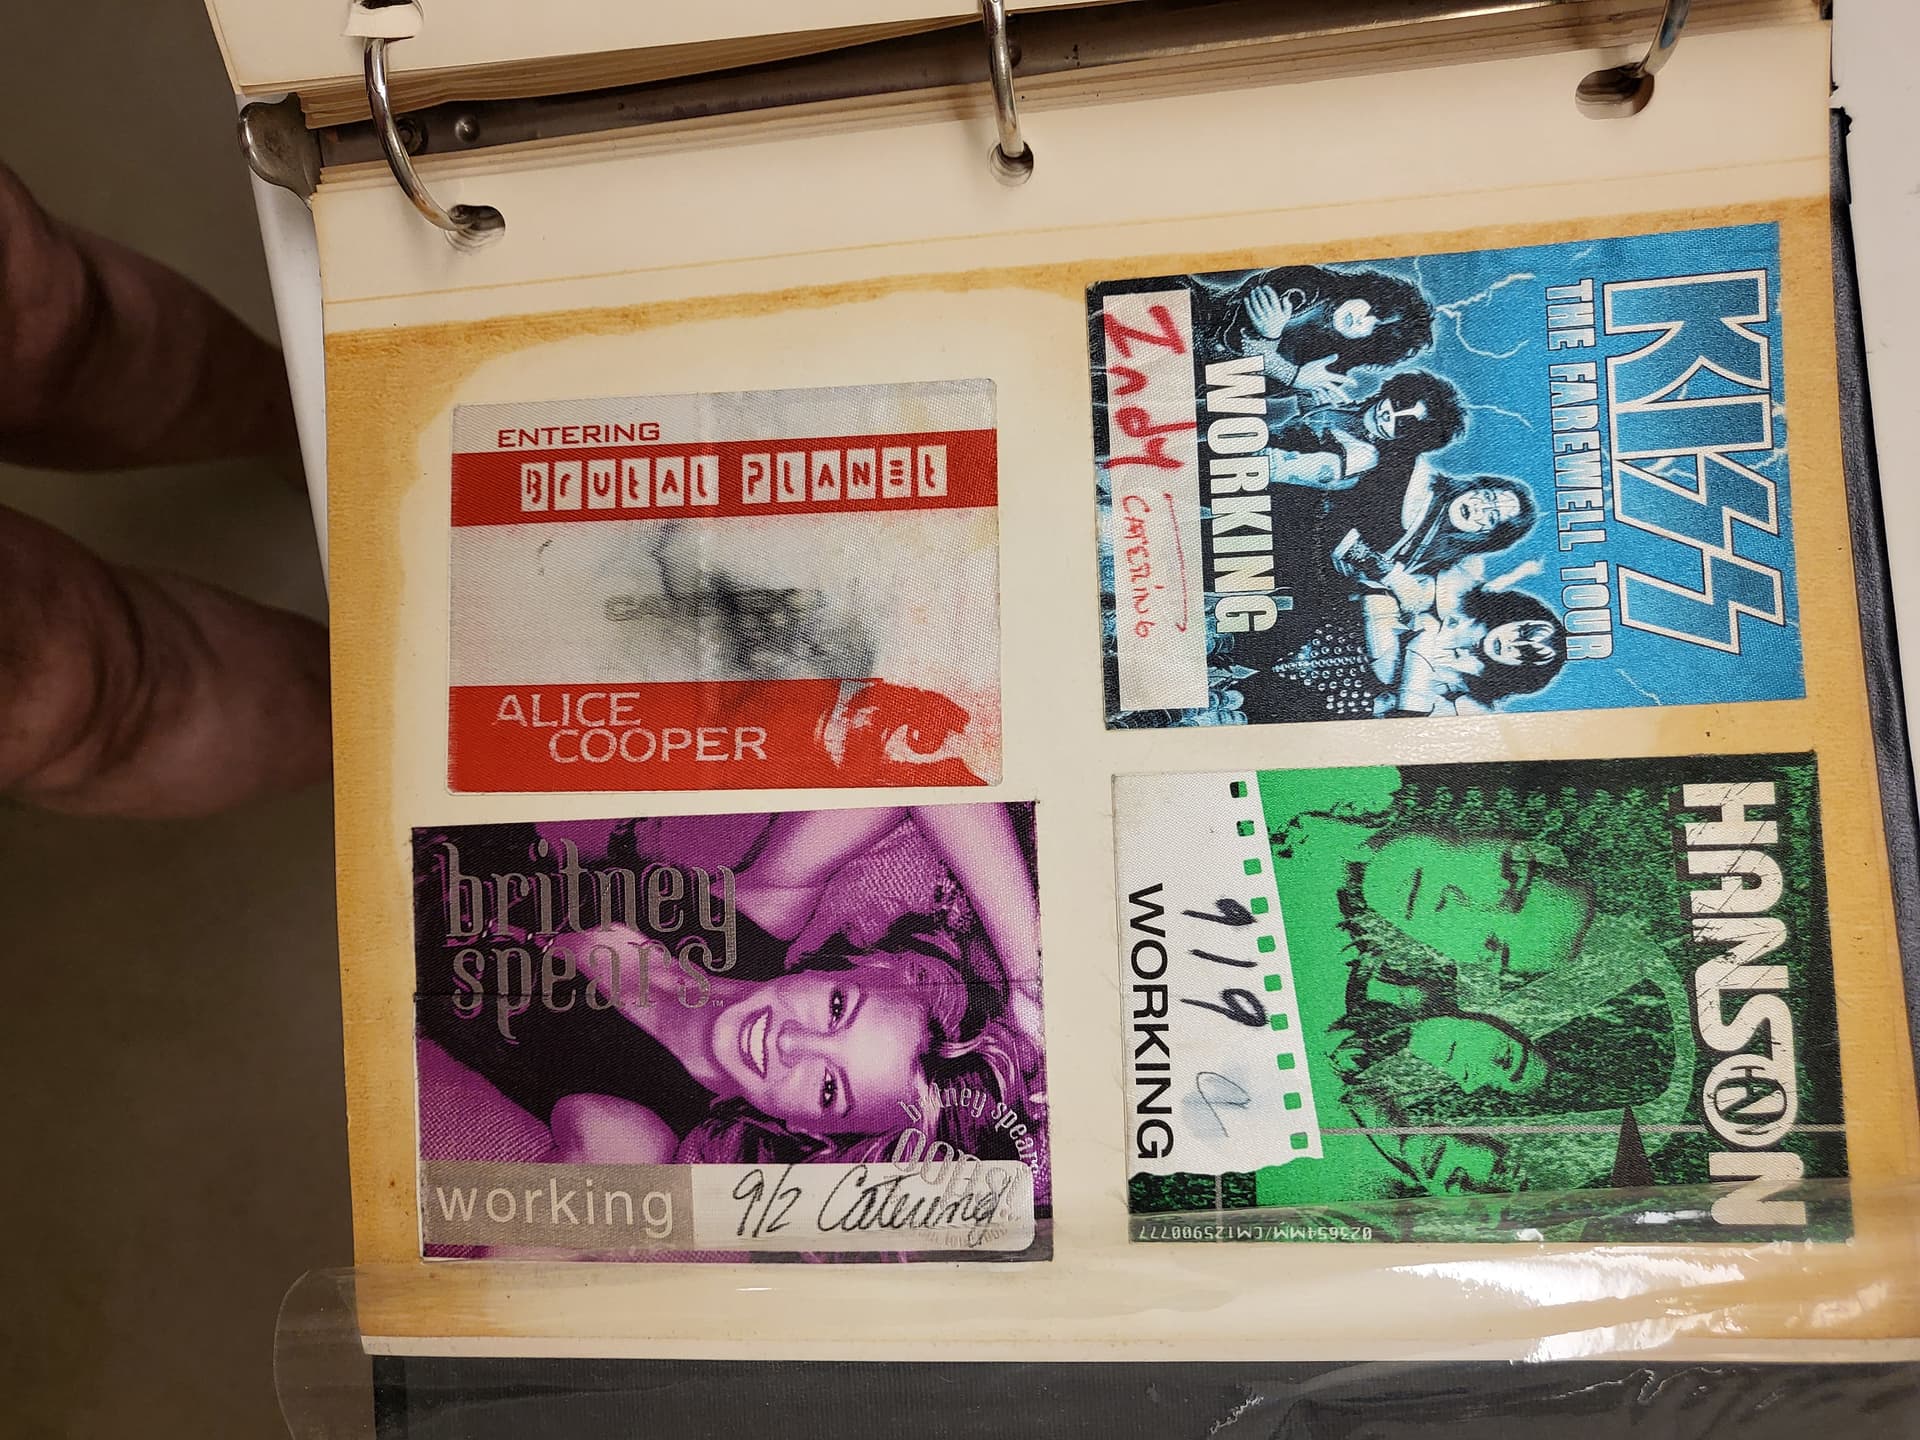 ENTERING
BrutAl PlANEt
ALICE
COOPER
KISS
THE FAREWELL TOUR
WORKING
Indy
CATERING
britney
spears™
britney spears
oops!
working
9/2 Catering
HANSON
9/9
WORKING
023654MM/CM125900777